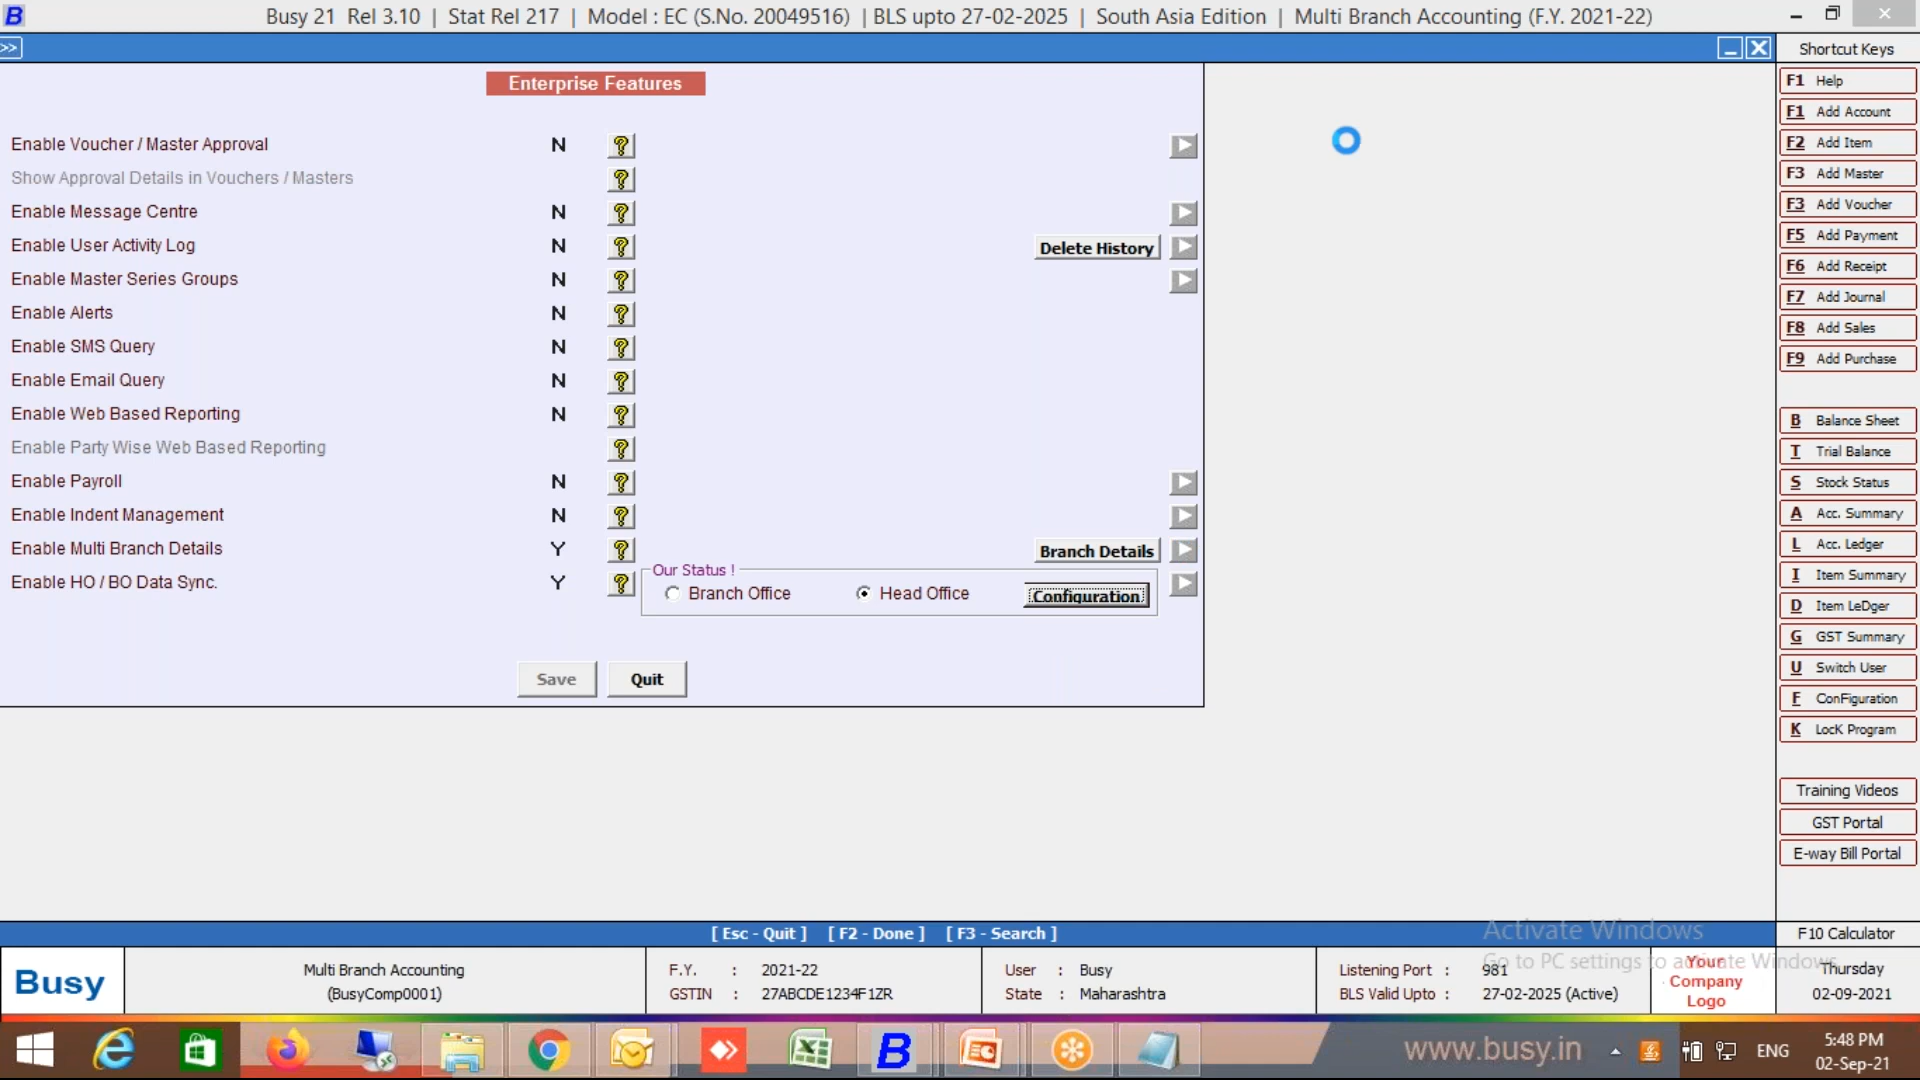 B Busy 21 Rel 3.10 | Stat Rel 217 | Model : EC (S.No. 20049516) | BLS upto 27-02-2025 | South Asia Edition | Multi Branch Accounting (F.Y. 2021-22)
>>
Shortcut Keys
Enterprise Features
Enable Voucher / Master Approval N ?
Show Approval Details in Vouchers / Masters ?
Enable Message Centre N ?
Enable User Activity Log N ? Delete History
Enable Master Series Groups N ?
Enable Alerts N ?
Enable SMS Query N ?
Enable Email Query N ?
Enable Web Based Reporting N ?
Enable Party Wise Web Based Reporting ?
Enable Payroll N ?
Enable Indent Management N ?
Enable Multi Branch Details Y ? Branch Details
Our Status !
Enable HO / BO Data Sync. Y ? Branch Office Head Office Configuration
Save Quit
F1 Help
F1 Add Account
F2 Add Item
F3 Add Master
F3 Add Voucher
F5 Add Payment
F6 Add Receipt
F7 Add Journal
F8 Add Sales
F9 Add Purchase
B Balance Sheet
T Trial Balance
S Stock Status
A Acc. Summary
L Acc. Ledger
I Item Summary
D Item LeDger
G GST Summary
U Switch User
F ConFiguration
K LocK Program
Training Videos
GST Portal
E-way Bill Portal
[ Esc - Quit ] [ F2 - Done ] [ F3 - Search ]
F10 Calculator
Activate Windows
Go to PC settings to activate Windows.
Busy
Multi Branch Accounting
(BusyComp0001)
F.Y. : 2021-22
GSTIN : 27ABCDE1234F1ZR
User : Busy
State : Maharashtra
Listening Port : 981
BLS Valid Upto : 27-02-2025 (Active)
Your
Company
Logo
Thursday
02-09-2021
www.busy.in
ENG
5:48 PM
02-Sep-21